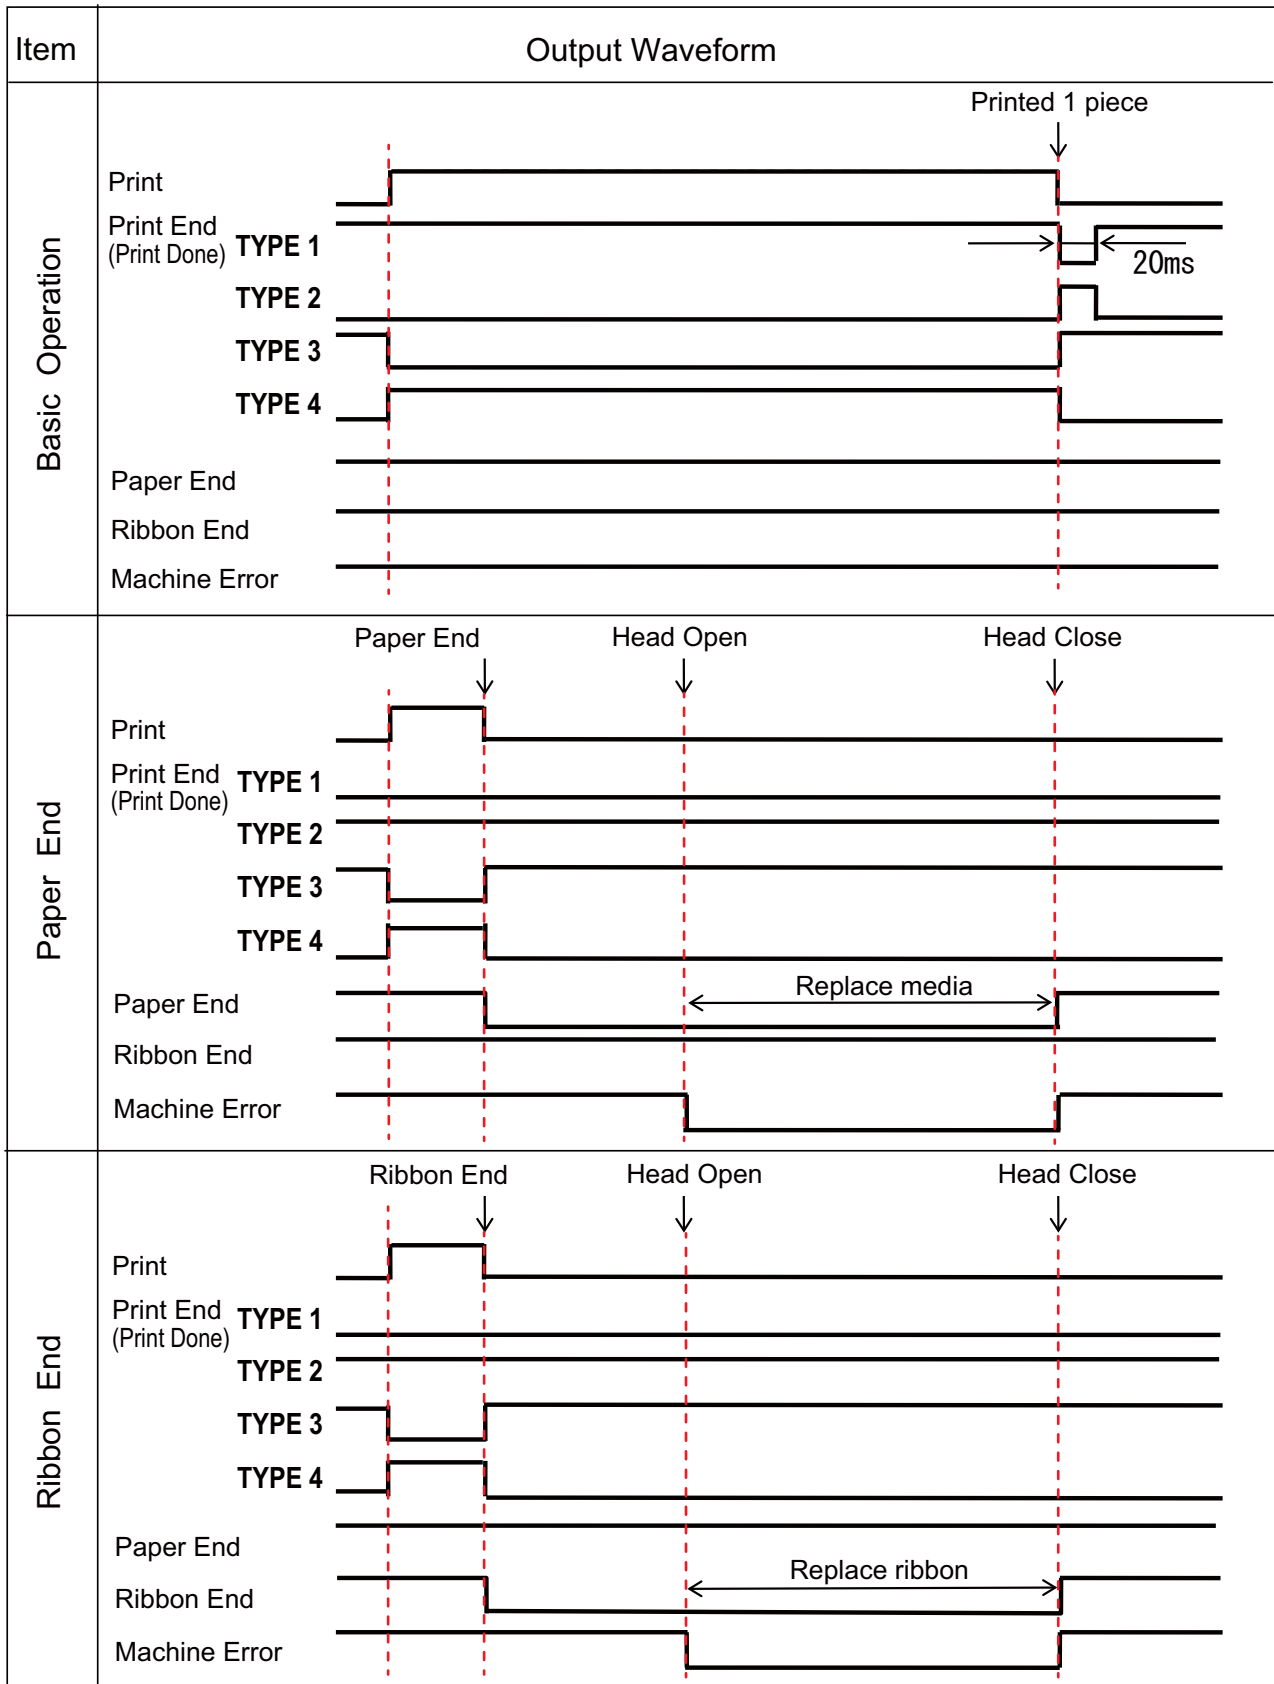 Item
Output Waveform
Basic Operation
Printed 1 piece
Print
Print End
(Print Done)
TYPE 1
20ms
TYPE 2
TYPE 3
TYPE 4
Paper End
Ribbon End
Machine Error
Paper End
Paper End
Head Open
Head Close
Print
Print End
(Print Done)
TYPE 1
TYPE 2
TYPE 3
TYPE 4
Replace media
Paper End
Ribbon End
Machine Error
Ribbon End
Ribbon End
Head Open
Head Close
Print
Print End
(Print Done)
TYPE 1
TYPE 2
TYPE 3
TYPE 4
Paper End
Replace ribbon
Ribbon End
Machine Error